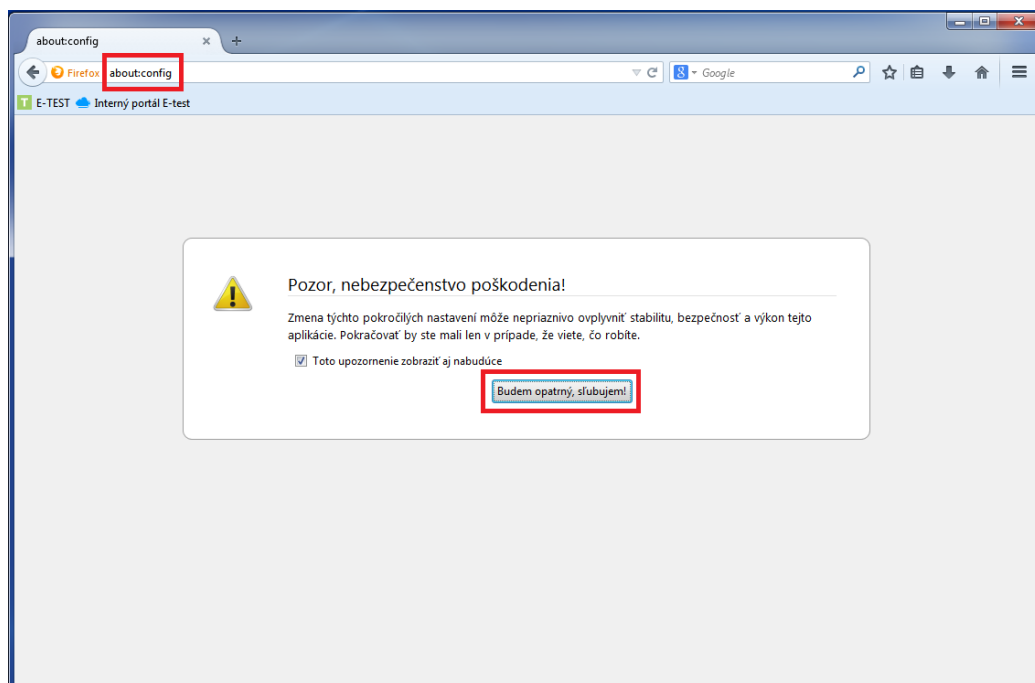 about:config
Firefox about:config Google
E-TEST Interný portál E-test
Pozor, nebezpečenstvo poškodenia!
Zmena týchto pokročilých nastavení môže nepriaznivo ovplyvniť stabilitu, bezpečnosť a výkon tejto
aplikácie. Pokračovať by ste mali len v prípade, že viete, čo robíte.
Toto upozornenie zobraziť aj nabudúce
Budem opatrný, sľubujem!